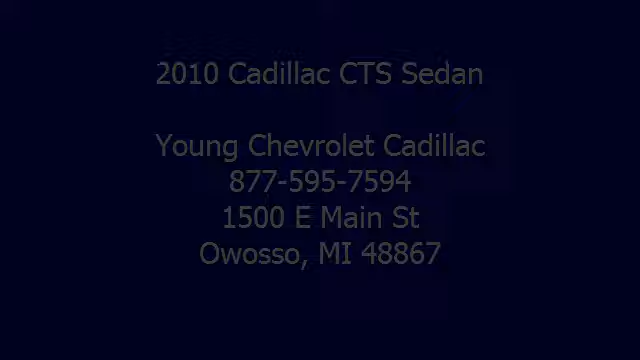 2010 Cadillac CTS Sedan
Young Chevrolet Cadillac
877-595-7594
1500 E Main St
Owosso, MI 48867